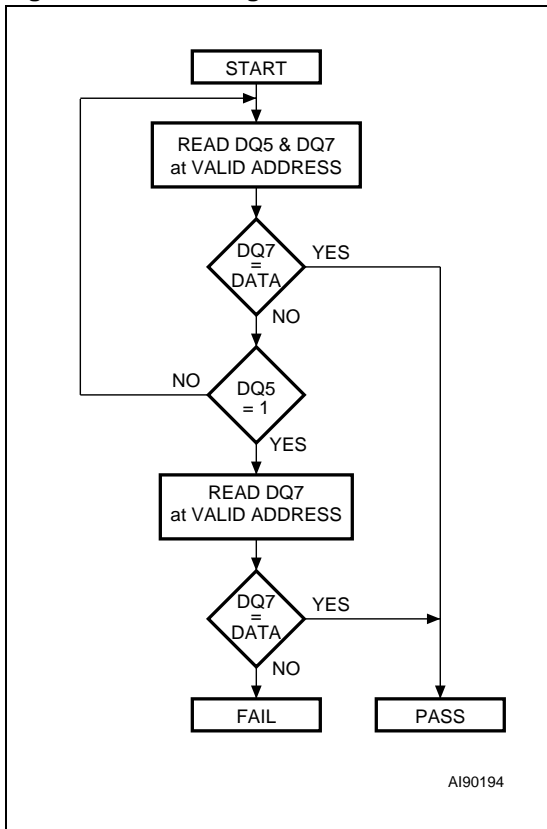 START
READ DQ5 & DQ7
at VALID ADDRESS
DQ7
=
DATA
YES
NO
NO
DQ5
= 1
YES
READ DQ7
at VALID ADDRESS
DQ7
=
DATA
YES
NO
FAIL
PASS
AI90194